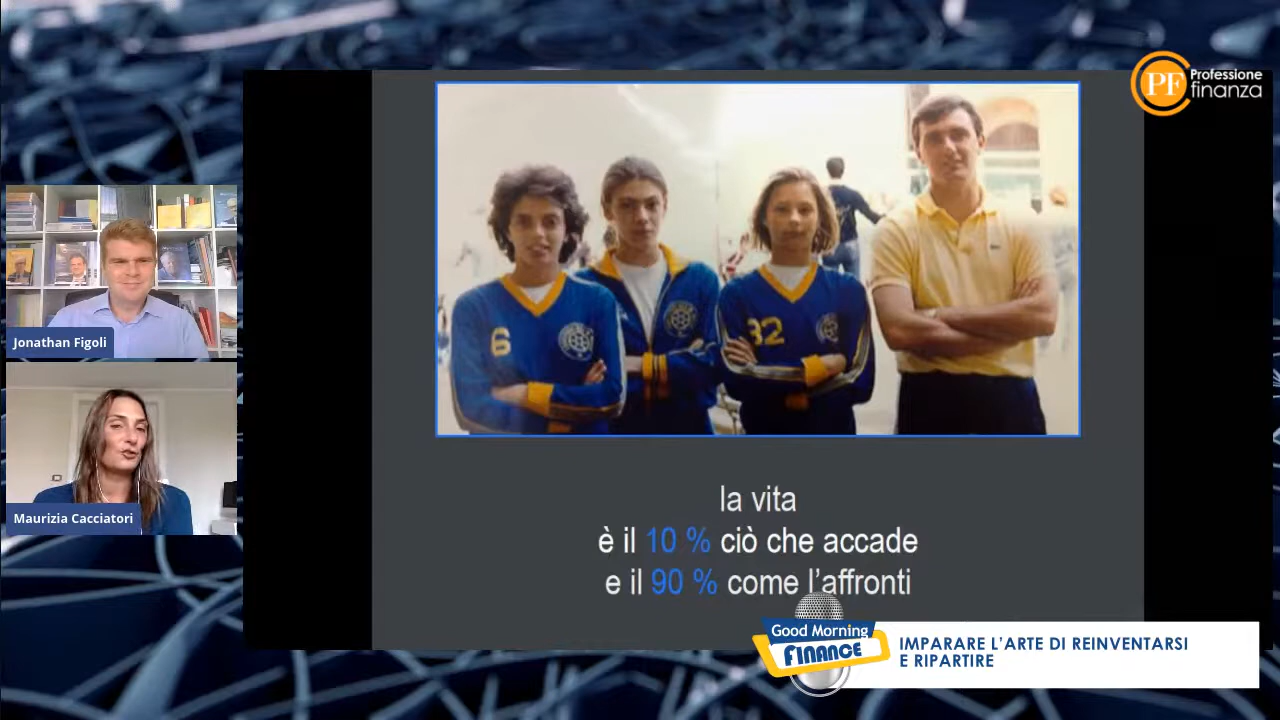 Professione
PF
finanza
Jonathan Figoli
Maurizia Cacciatori
6
32
la vita
è il 10 % ciò che accade
e il 90 % come l'affronti
Good Morning
FINANCE
IMPARARE L'ARTE DI REINVENTARSI
E RIPARTIRE